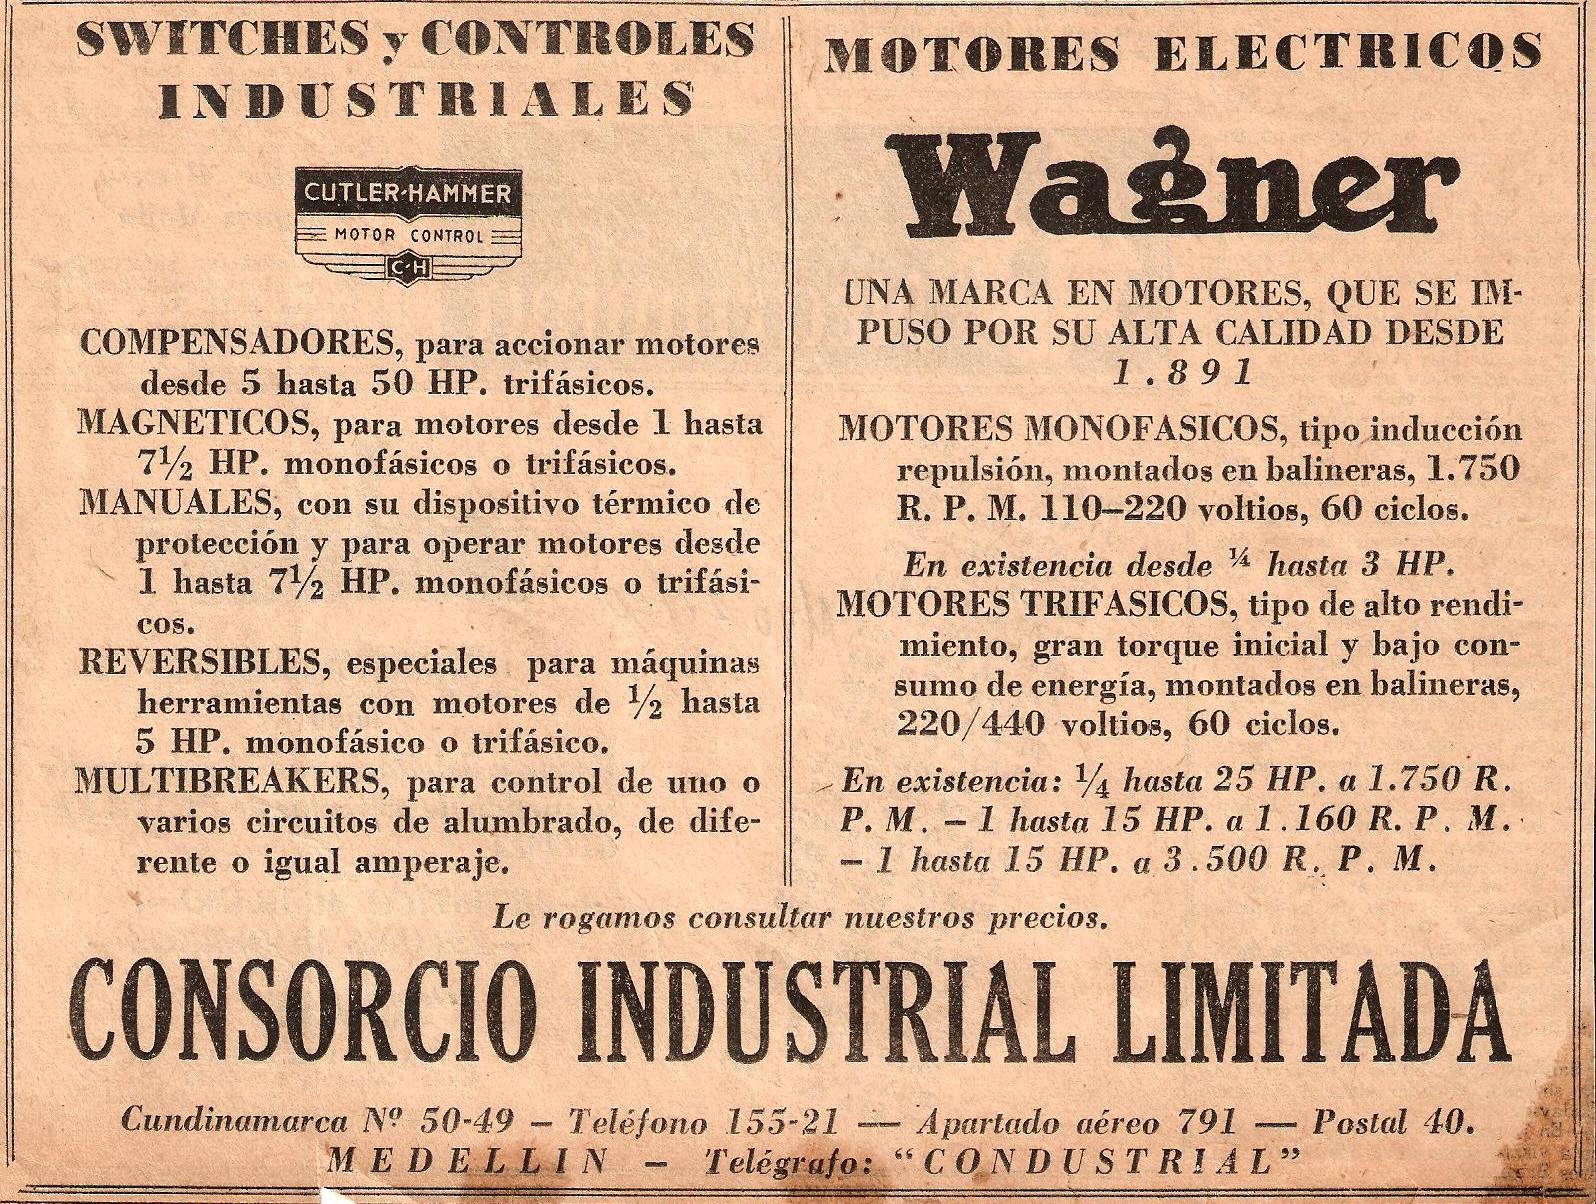 SWITCHES y CONTROLES
INDUSTRIALES
CUTLER-HAMMER
MOTOR CONTROL
C-H
COMPENSADORES, para accionar motores
desde 5 hasta 50 HP. trifásicos.
MAGNETICOS, para motores desde 1 hasta
7½ HP. monofásicos o trifásicos.
MANUALES, con su dispositivo térmico de
protección y para operar motores desde
1 hasta 7½ HP. monofásicos o trifási-
cos.
REVERSIBLES, especiales para máquinas
herramientas con motores de ½ hasta
5 HP. monofásico o trifásico.
MULTIBREAKERS, para control de uno o
varios circuitos de alumbrado, de dife-
rente o igual amperaje.
MOTORES ELECTRICOS
Wagner
UNA MARCA EN MOTORES, QUE SE IM-
PUSO POR SU ALTA CALIDAD DESDE
1.891
MOTORES MONOFASICOS, tipo inducción
repulsión, montados en balineras, 1.750
R. P. M. 110—220 voltios, 60 ciclos.
En existencia desde ¼ hasta 3 HP.
MOTORES TRIFASICOS, tipo de alto rendi-
miento, gran torque inicial y bajo con-
sumo de energía, montados en balineras,
220/440 voltios, 60 ciclos.
En existencia: ¼ hasta 25 HP. a 1.750 R.
P. M. — 1 hasta 15 HP. a 1.160 R. P. M.
— 1 hasta 15 HP. a 3.500 R. P. M.
Le rogamos consultar nuestros precios.
CONSORCIO INDUSTRIAL LIMITADA
Cundinamarca Nº 50-49 — Teléfono 155-21 — Apartado aéreo 791 — Postal 40.
MEDELLIN — Telégrafo: “CONDUSTRIAL”